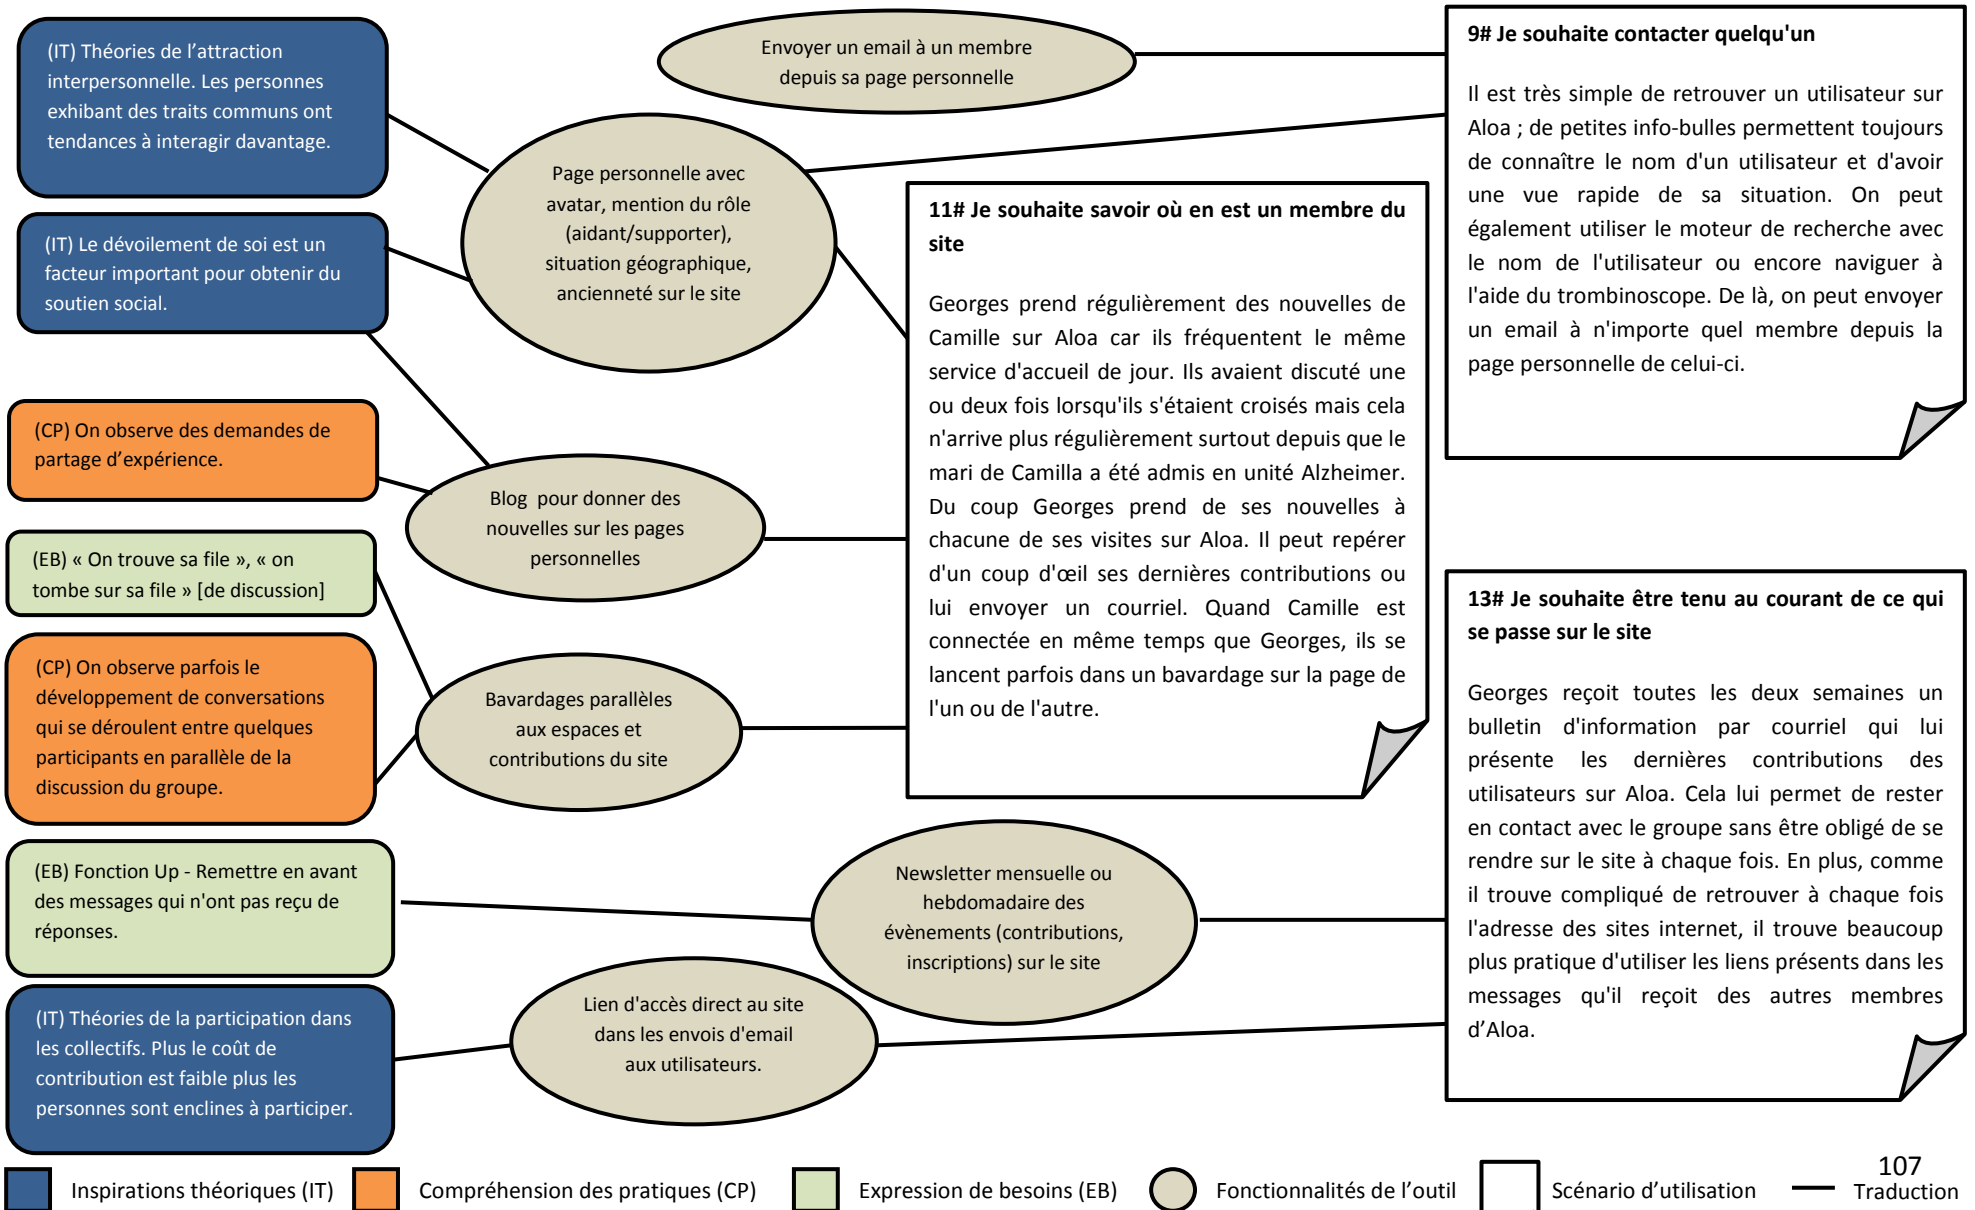 (IT) Théories de l’attraction
interpersonnelle. Les personnes
exhibant des traits communs ont
tendances à interagir davantage.
(IT) Le dévoilement de soi est un
facteur important pour obtenir du
soutien social.
(CP) On observe des demandes de
partage d’expérience.
(EB) « On trouve sa file », « on
tombe sur sa file » [de discussion]
(CP) On observe parfois le
développement de conversations
qui se déroulent entre quelques
participants en parallèle de la
discussion du groupe.
(EB) Fonction Up - Remettre en avant
des messages qui n'ont pas reçu de
réponses.
(IT) Théories de la participation dans
les collectifs. Plus le coût de
contribution est faible plus les
personnes sont enclines à participer.
Envoyer un email à un membre
depuis sa page personnelle
Page personnelle avec
avatar, mention du rôle
(aidant/supporter),
situation géographique,
ancienneté sur le site
Blog pour donner des
nouvelles sur les pages
personnelles
Bavardages parallèles
aux espaces et
contributions du site
Newsletter mensuelle ou
hebdomadaire des
évènements (contributions,
inscriptions) sur le site
Lien d'accès direct au site
dans les envois d'email
aux utilisateurs.
11# Je souhaite savoir où en est un membre du
site
Georges prend régulièrement des nouvelles de
Camille sur Aloa car ils fréquentent le même
service d'accueil de jour. Ils avaient discuté une
ou deux fois lorsqu'ils s'étaient croisés mais cela
n'arrive plus régulièrement surtout depuis que le
mari de Camilla a été admis en unité Alzheimer.
Du coup Georges prend de ses nouvelles à
chacune de ses visites sur Aloa. Il peut repérer
d'un coup d'œil ses dernières contributions ou
lui envoyer un courriel. Quand Camille est
connectée en même temps que Georges, ils se
lancent parfois dans un bavardage sur la page de
l'un ou de l'autre.
9# Je souhaite contacter quelqu'un
Il est très simple de retrouver un utilisateur sur
Aloa ; de petites info-bulles permettent toujours
de connaître le nom d'un utilisateur et d'avoir
une vue rapide de sa situation. On peut
également utiliser le moteur de recherche avec
le nom de l'utilisateur ou encore naviguer à
l'aide du trombinoscope. De là, on peut envoyer
un email à n'importe quel membre depuis la
page personnelle de celui-ci.
13# Je souhaite être tenu au courant de ce qui
se passe sur le site
Georges reçoit toutes les deux semaines un
bulletin d'information par courriel qui lui
présente les dernières contributions des
utilisateurs sur Aloa. Cela lui permet de rester
en contact avec le groupe sans être obligé de se
rendre sur le site à chaque fois. En plus, comme
il trouve compliqué de retrouver à chaque fois
l'adresse des sites internet, il trouve beaucoup
plus pratique d'utiliser les liens présents dans les
messages qu'il reçoit des autres membres
d’Aloa.
107
Inspirations théoriques (IT)
Compréhension des pratiques (CP)
Expression de besoins (EB)
Fonctionnalités de l’outil
Scénario d’utilisation
Traduction